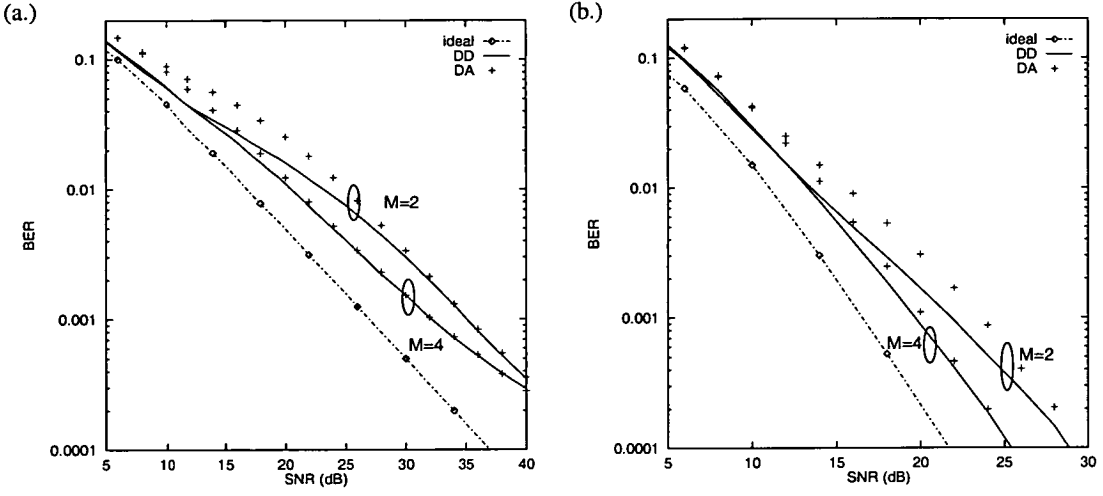 (a.)
ideal
DD
DA
0.1
0.01
0.001
0.0001
BER
M=2
M=4
5 10 15 20 25 30 35 40
SNR (dB)
(b.)
ideal
DD
DA
0.1
0.01
0.001
0.0001
BER
M=4
M=2
5 10 15 20 25 30
SNR (dB)